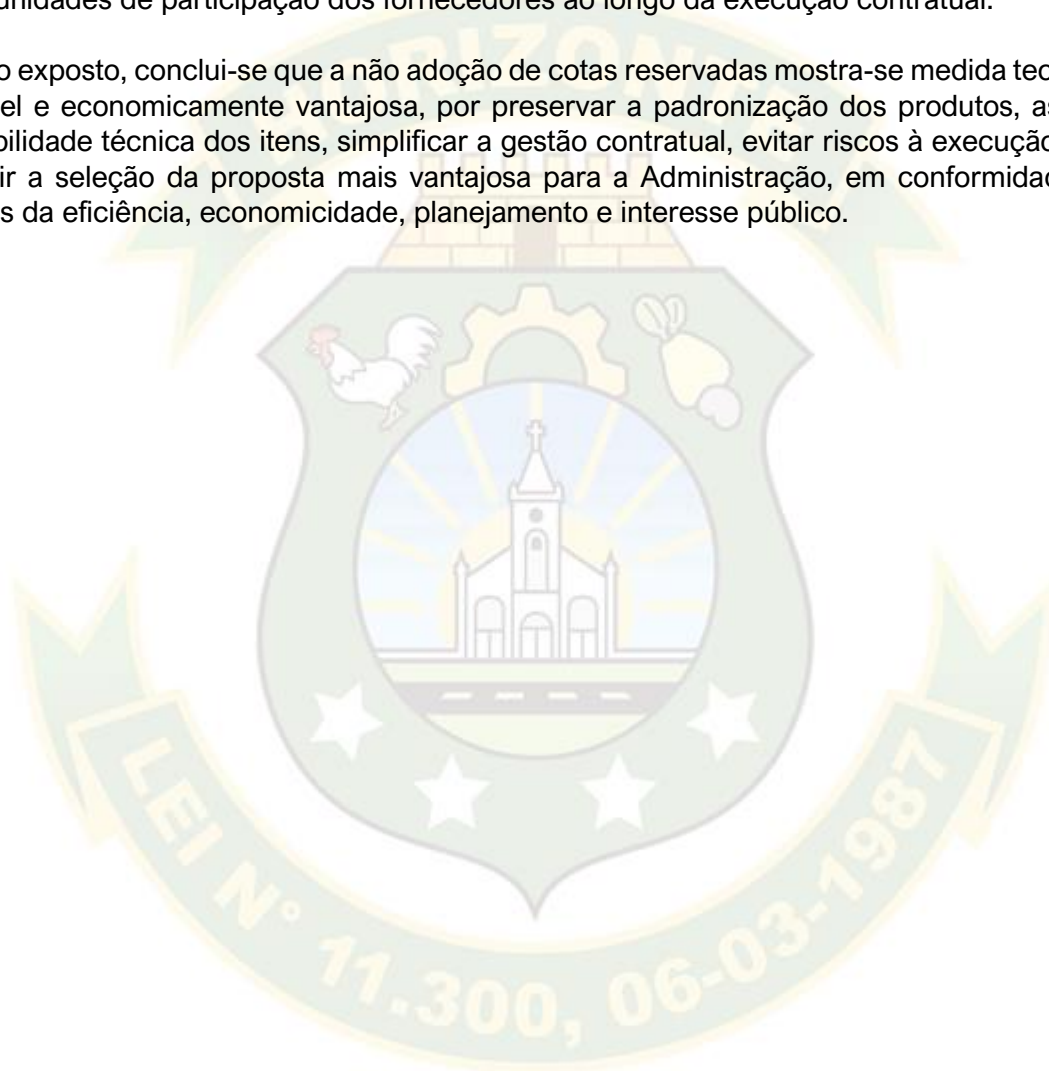 unidades de participação dos fornecedores ao longo da execução contratual.
o exposto, conclui-se que a não adoção de cotas reservadas mostra-se medida teo
el e economicamente vantajosa, por preservar a padronização dos produtos, as
bilidade técnica dos itens, simplificar a gestão contratual, evitar riscos à execução
ir a seleção da proposta mais vantajosa para a Administração, em conformidad
s da eficiência, economicidade, planejamento e interesse público.
HORIZONTE
LEI Nº 11.300, 06-03-1987